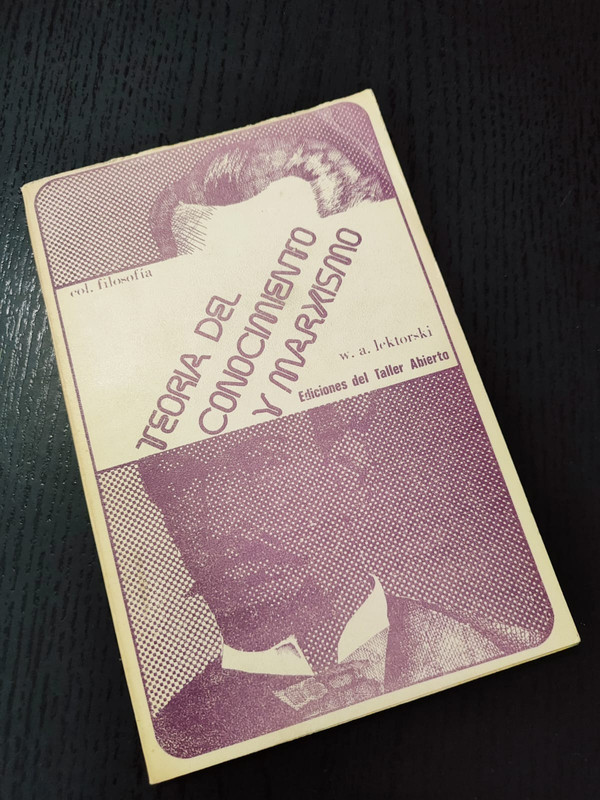 col. filosofía
TEORIA DEL
CONOCIMIENTO
Y MARXISMO
w. a. lektorski
Ediciones del Taller Abierto